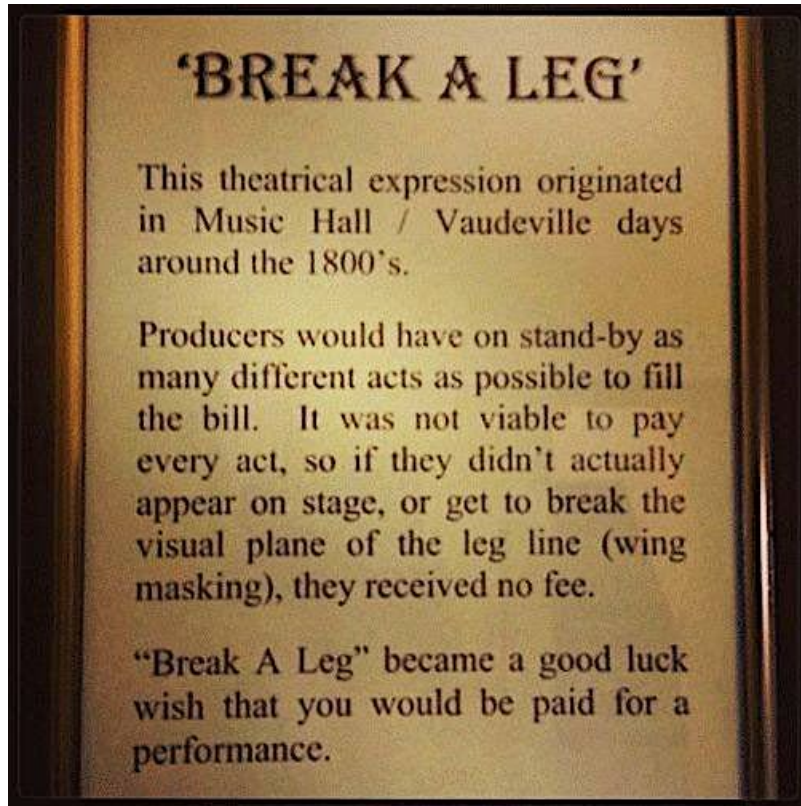 ‘BREAK A LEG’
This theatrical expression originated
in Music Hall / Vaudeville days
around the 1800’s.
Producers would have on stand-by as
many different acts as possible to fill
the bill. It was not viable to pay
every act, so if they didn’t actually
appear on stage, or get to break the
visual plane of the leg line (wing
masking), they received no fee.
“Break A Leg” became a good luck
wish that you would be paid for a
performance.